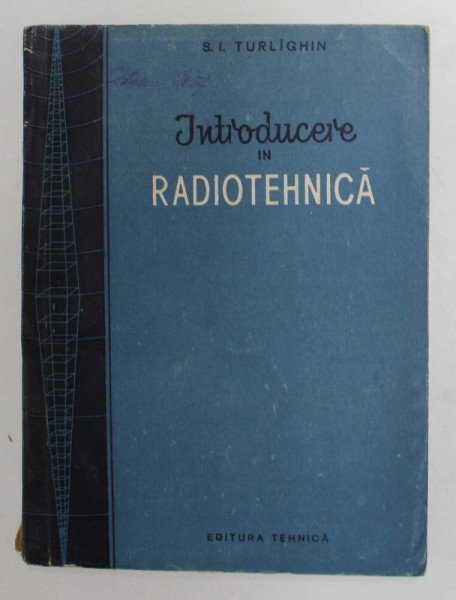 S. I. TURLÎGHIN
Introducere
IN
RADIOTEHNICĂ
EDITURA TEHNICĂ